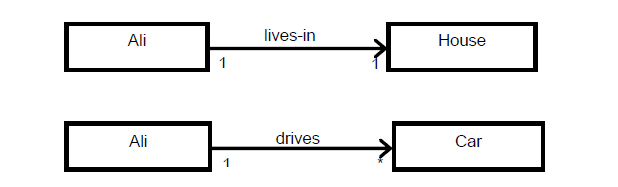 Ali lives-in House
1 1
Ali drives Car
1 *